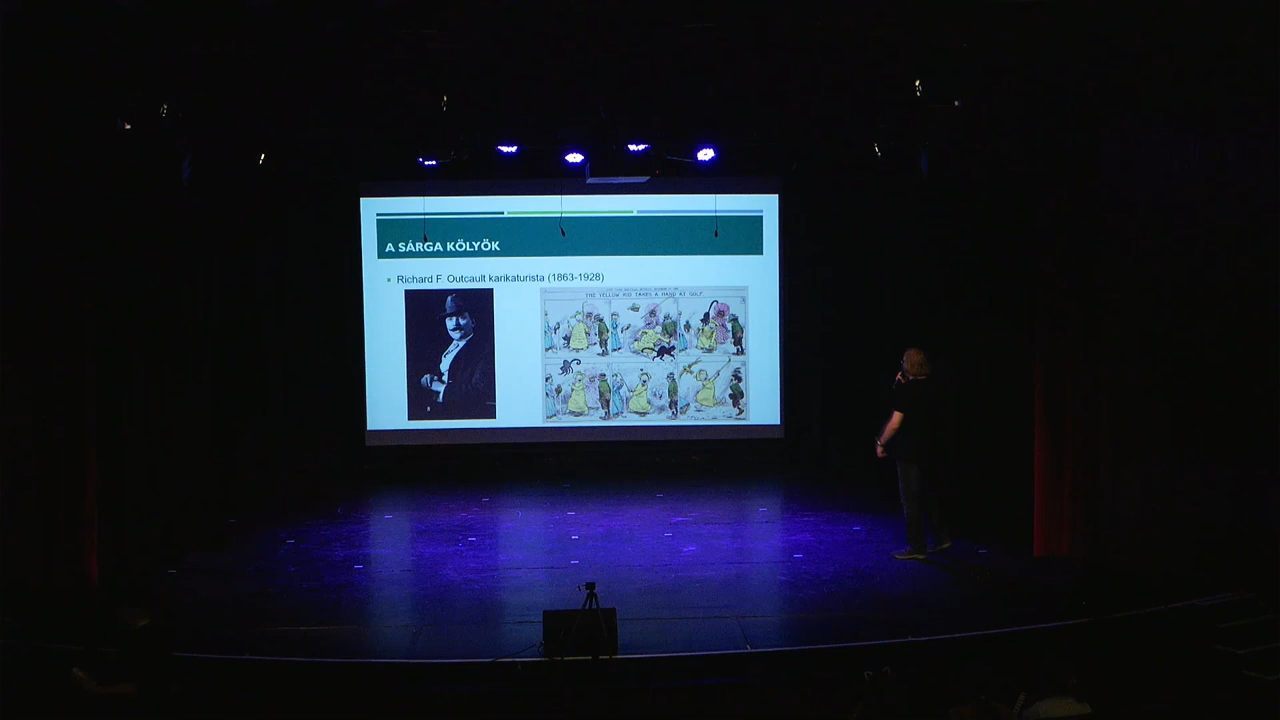 A SÁRGA KÖLYÖK
Richard F. Outcault karikaturista (1863-1928)
THE YELLOW KID TAKES A HAND AT GOLF